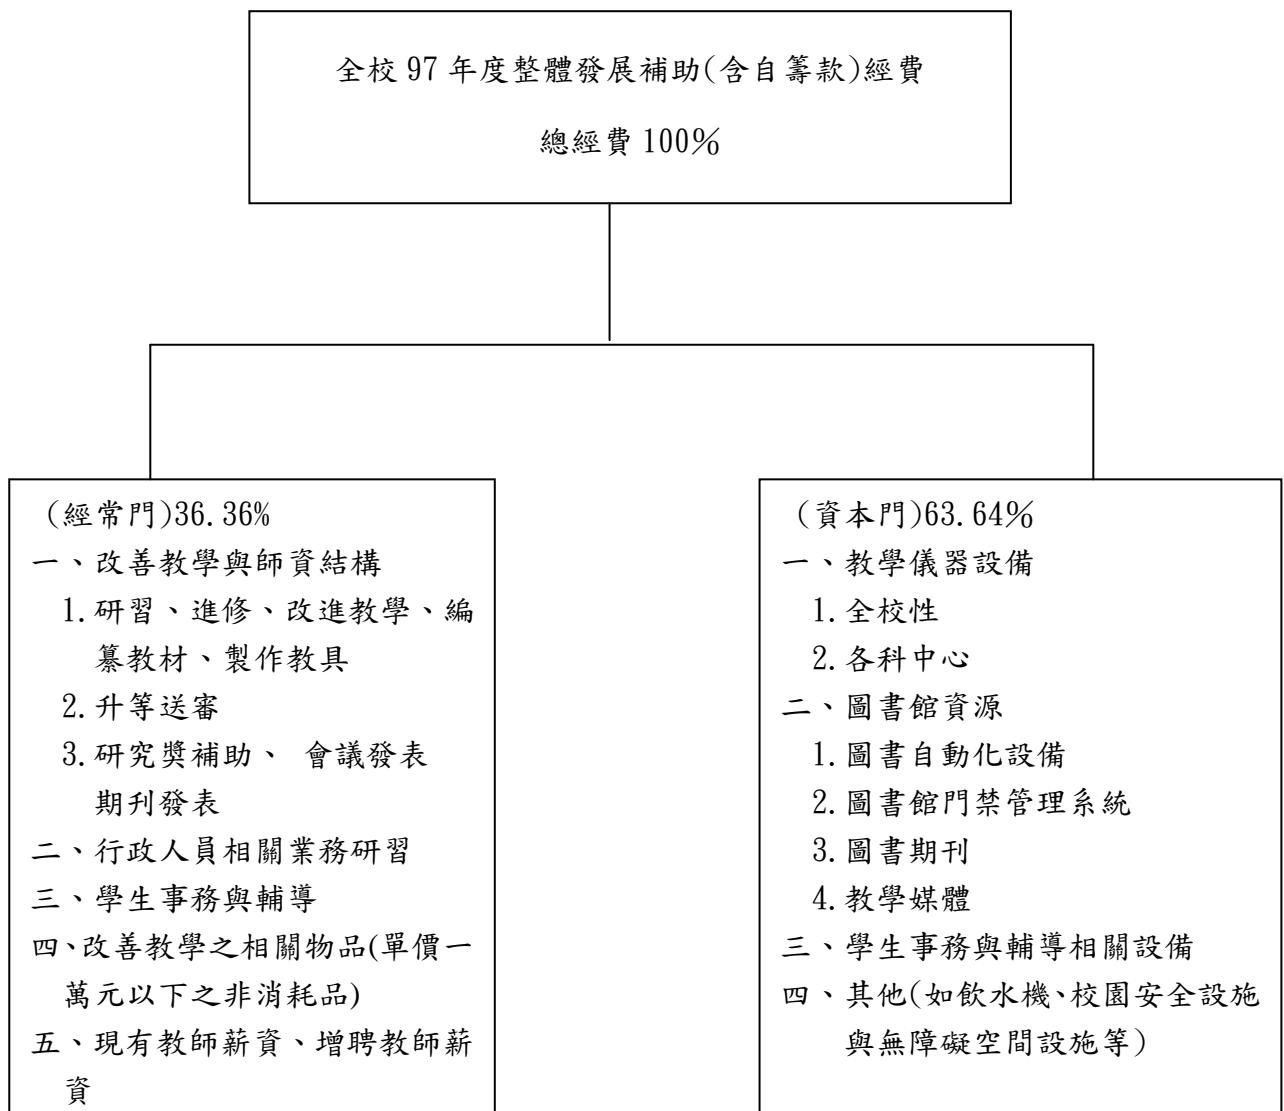 全校 97 年度整體發展補助(含自籌款)經費
總經費 100%
(經常門)36.36%
一、改善教學與師資結構
1.研習、進修、改進教學、編
纂教材、製作教具
2.升等送審
3.研究獎補助、 會議發表
期刊發表
二、行政人員相關業務研習
三、學生事務與輔導
四、改善教學之相關物品(單價一
萬元以下之非消耗品)
五、現有教師薪資、增聘教師薪
資
(資本門)63.64%
一、教學儀器設備
1.全校性
2.各科中心
二、圖書館資源
1.圖書自動化設備
2.圖書館門禁管理系統
3.圖書期刊
4.教學媒體
三、學生事務與輔導相關設備
四、其他(如飲水機、校園安全設施
與無障礙空間設施等)